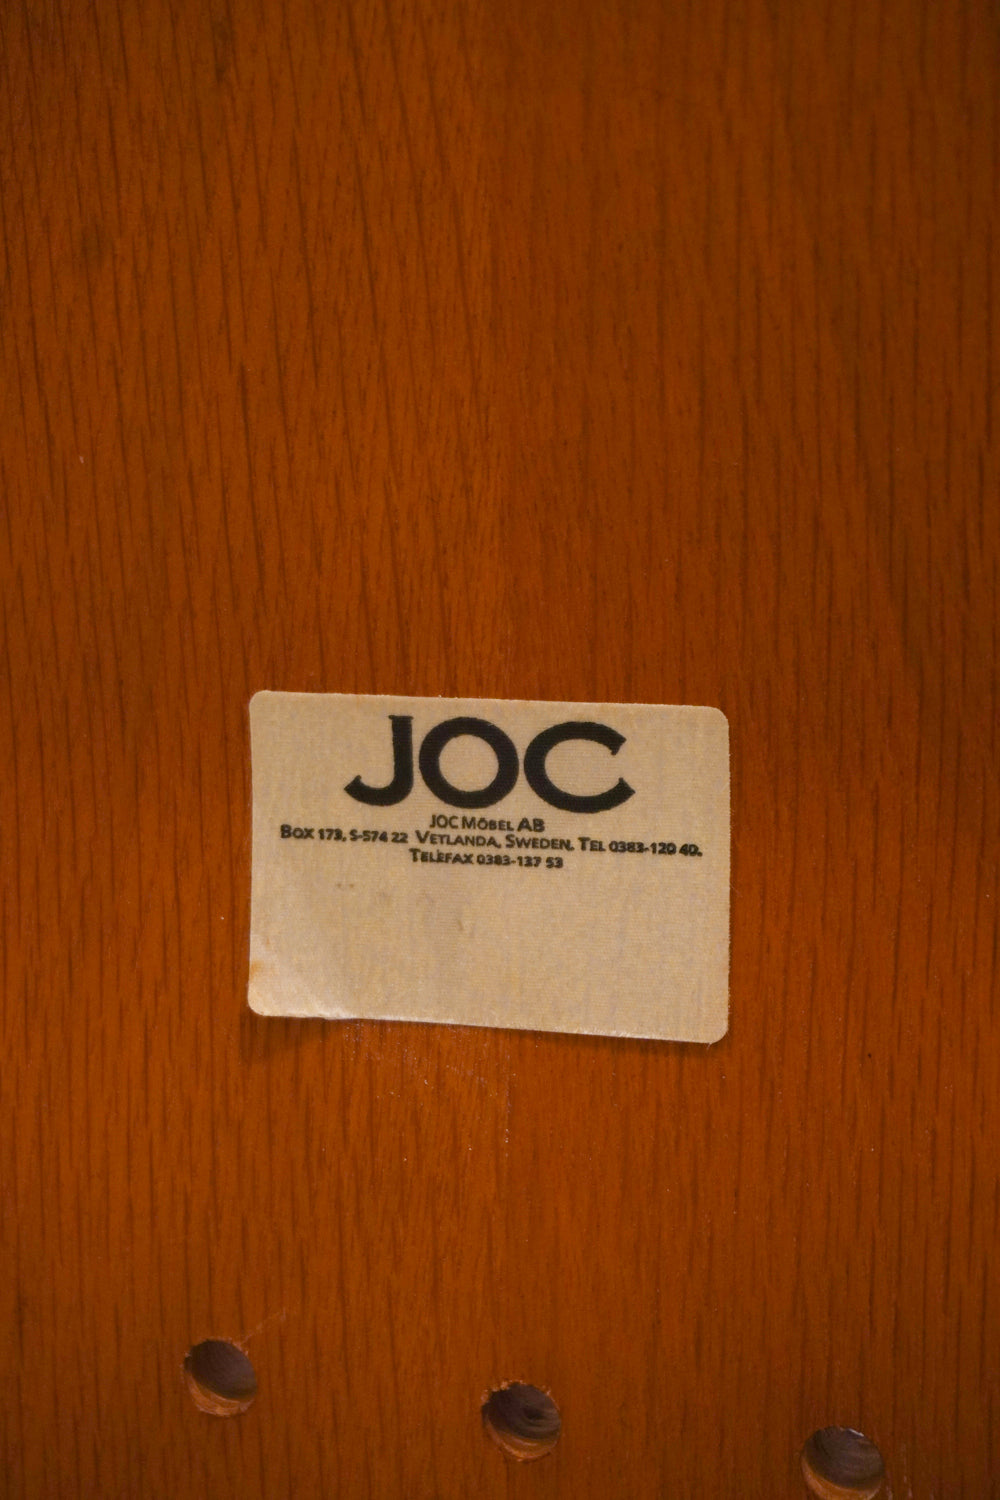 JOC
JOC MÖBEL AB
BOX 173, S-574 22 VETLANDA, SWEDEN. TEL 0383-120 40.
TELEFAX 0383-137 53